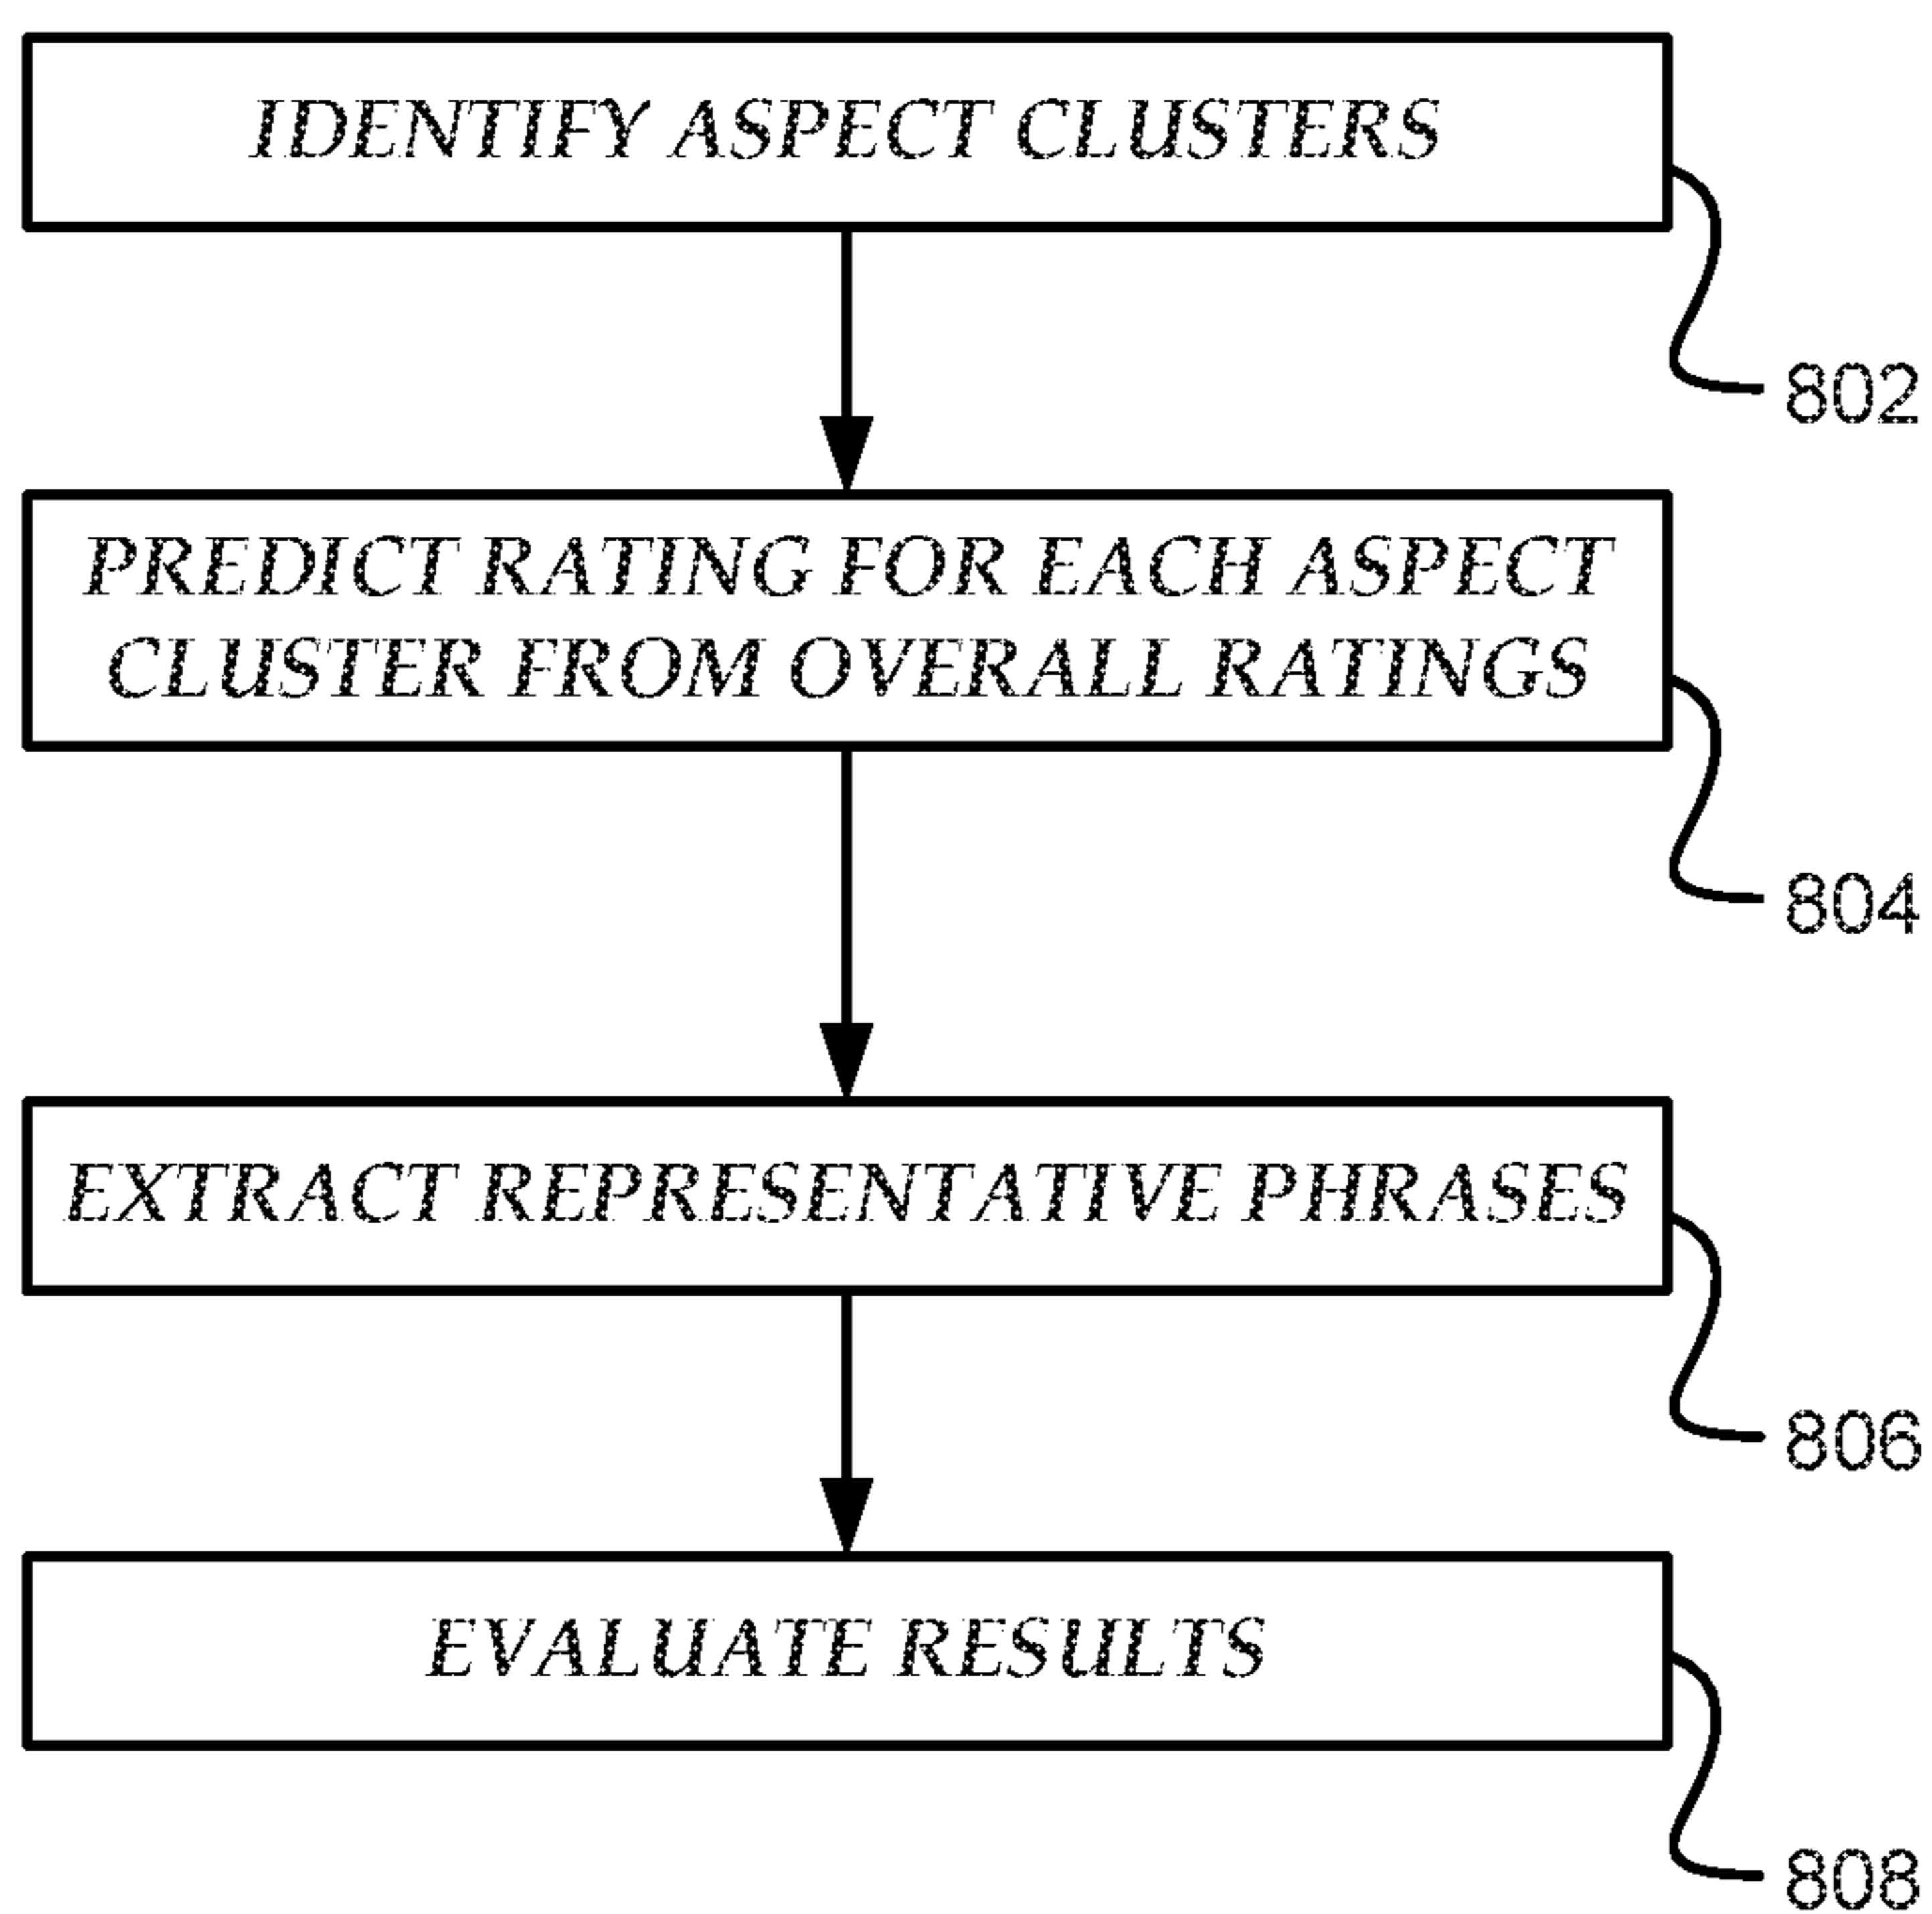 IDENTIFY ASPECT CLUSTERS
802
PREDICT RATING FOR EACH ASPECT
CLUSTER FROM OVERALL RATINGS
804
EXTRACT REPRESENTATIVE PHRASES
806
EVALUATE RESULTS
808